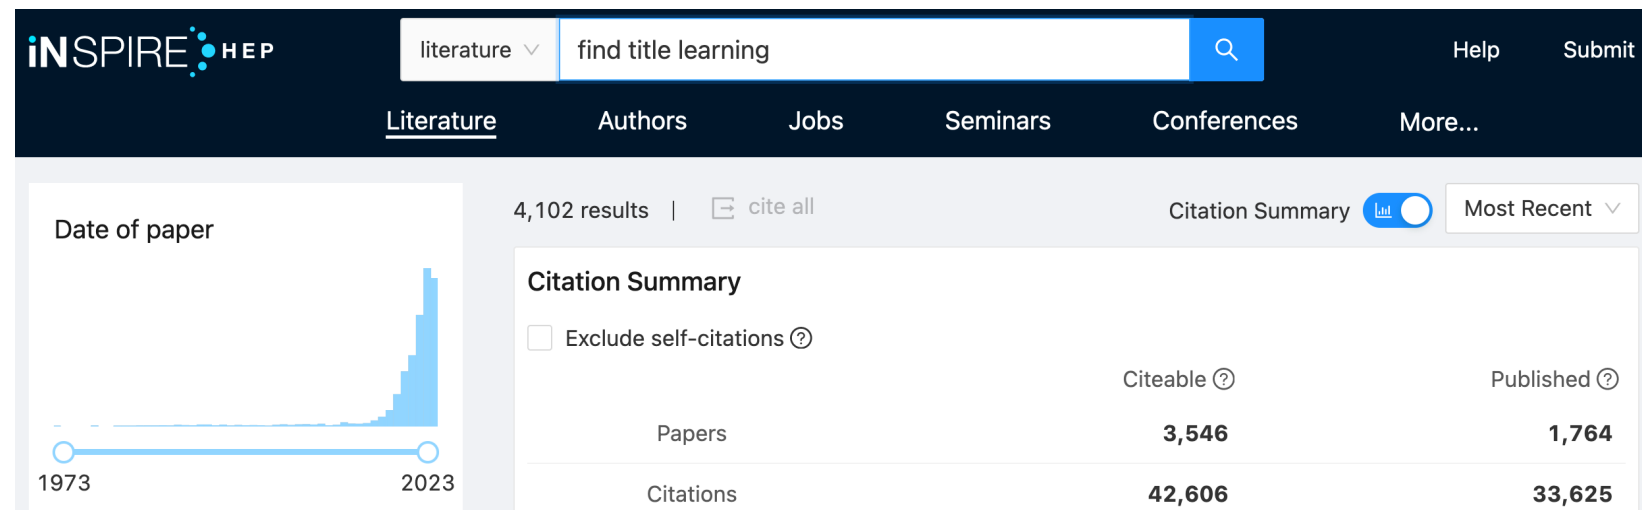 iNSPIRE HEP
literature
find title learning
Help
Submit
Literature
Authors
Jobs
Seminars
Conferences
More...
Date of paper
1973
2023
4,102 results
cite all
Citation Summary
Most Recent
Citation Summary
Exclude self-citations ?
Citeable ? Published ?
Papers 3,546 1,764
Citations 42,606 33,625